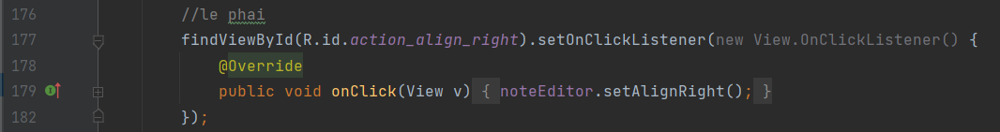 176 //le phai
177 findViewById(R.id.action_align_right).setOnClickListener(new View.OnClickListener() {
178 @Override
179 public void onClick(View v) { noteEditor.setAlignRight(); }
182 });